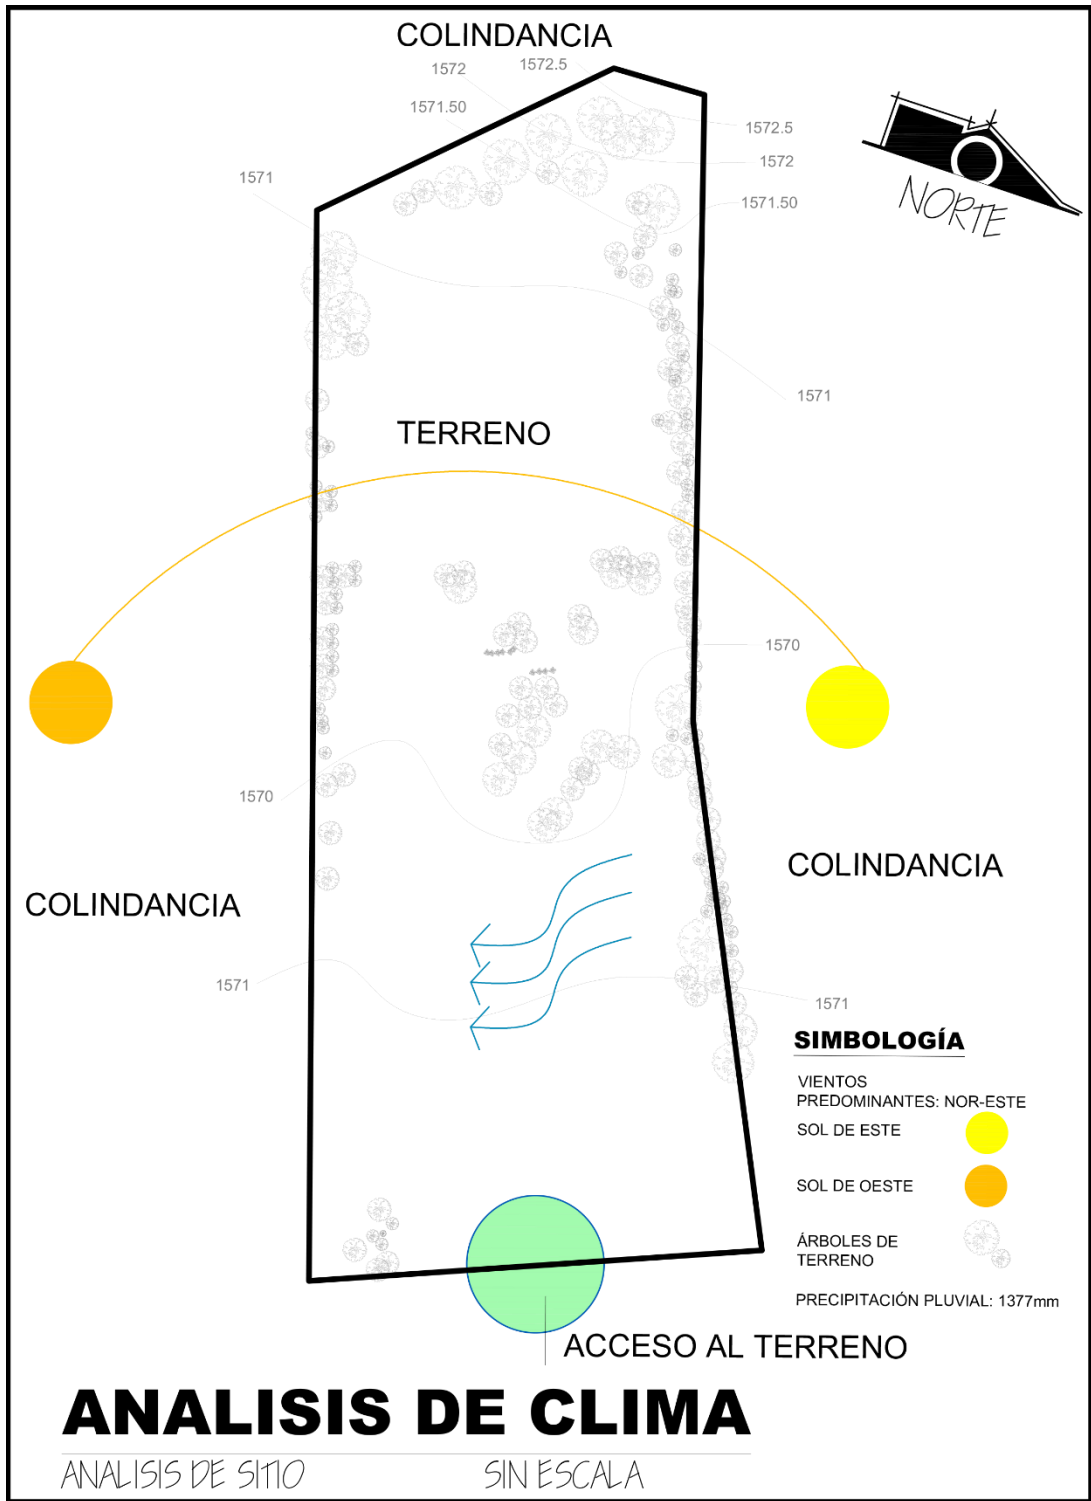 COLINDANCIA
1572
1572.5
1571.50
1572.5
1572
1571
1571.50
NORTE
1571
TERRENO
1570
1570
COLINDANCIA
COLINDANCIA
1571
1571
SIMBOLOGÍA
VIENTOS
PREDOMINANTES: NOR-ESTE
SOL DE ESTE
SOL DE OESTE
ÁRBOLES DE
TERRENO
PRECIPITACIÓN PLUVIAL: 1377mm
ACCESO AL TERRENO
ANALISIS DE CLIMA
ANALISIS DE SITIO
SIN ESCALA